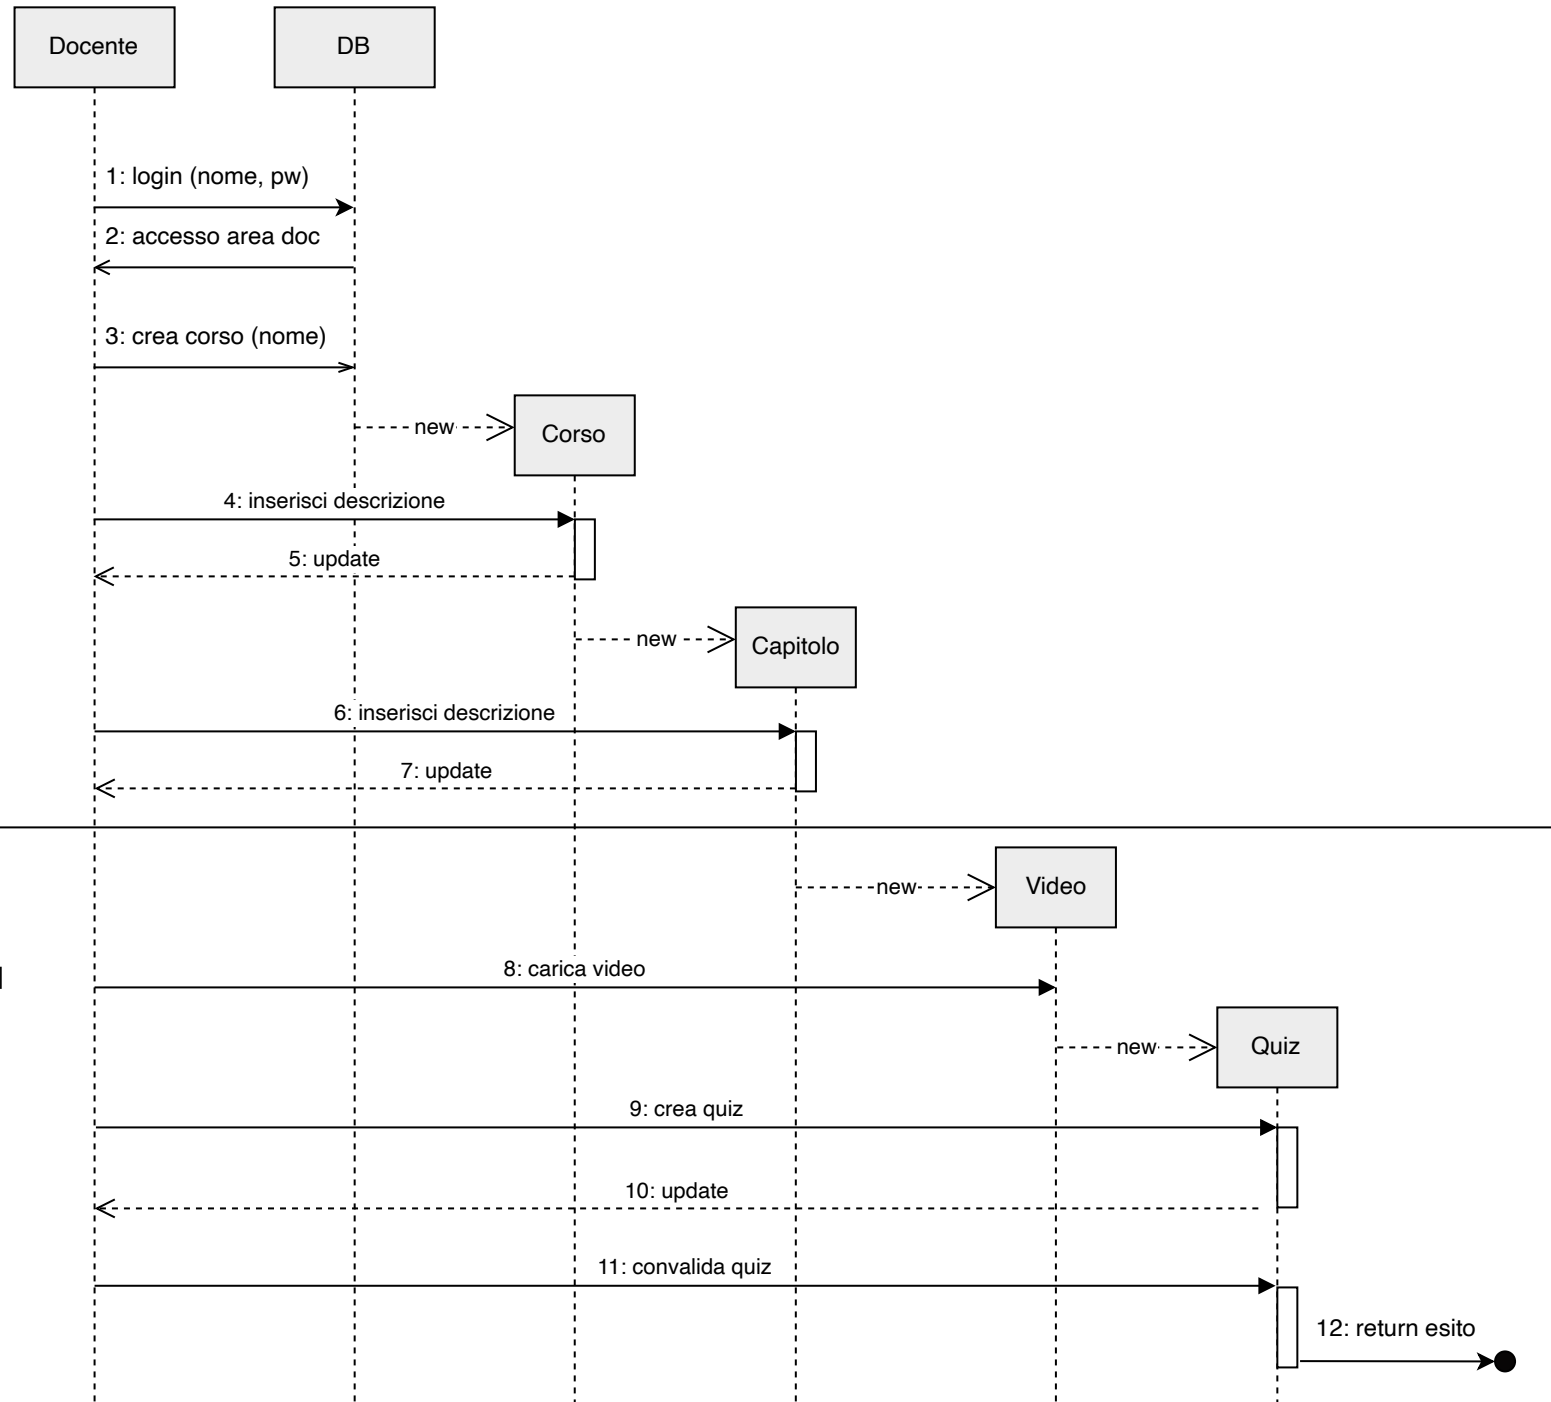 Docente
DB
1: login (nome, pw)
2: accesso area doc
3: crea corso (nome)
new
Corso
4: inserisci descrizione
5: update
new
Capitolo
6: inserisci descrizione
7: update
new
Video
8: carica video
new
Quiz
9: crea quiz
10: update
11: convalida quiz
12: return esito